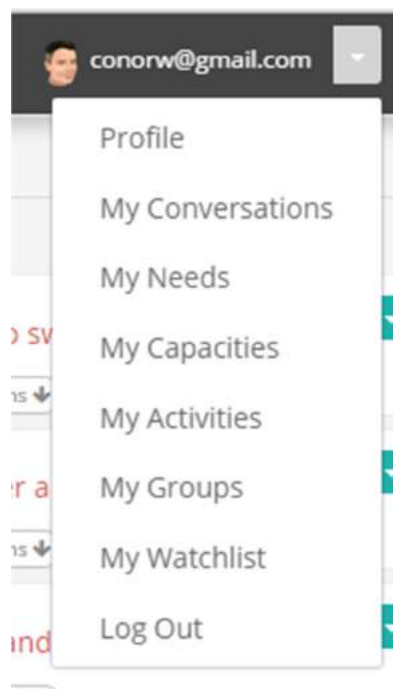 conorw@gmail.com
Profile
My Conversations
My Needs
My Capacities
My Activities
My Groups
My Watchlist
Log Out